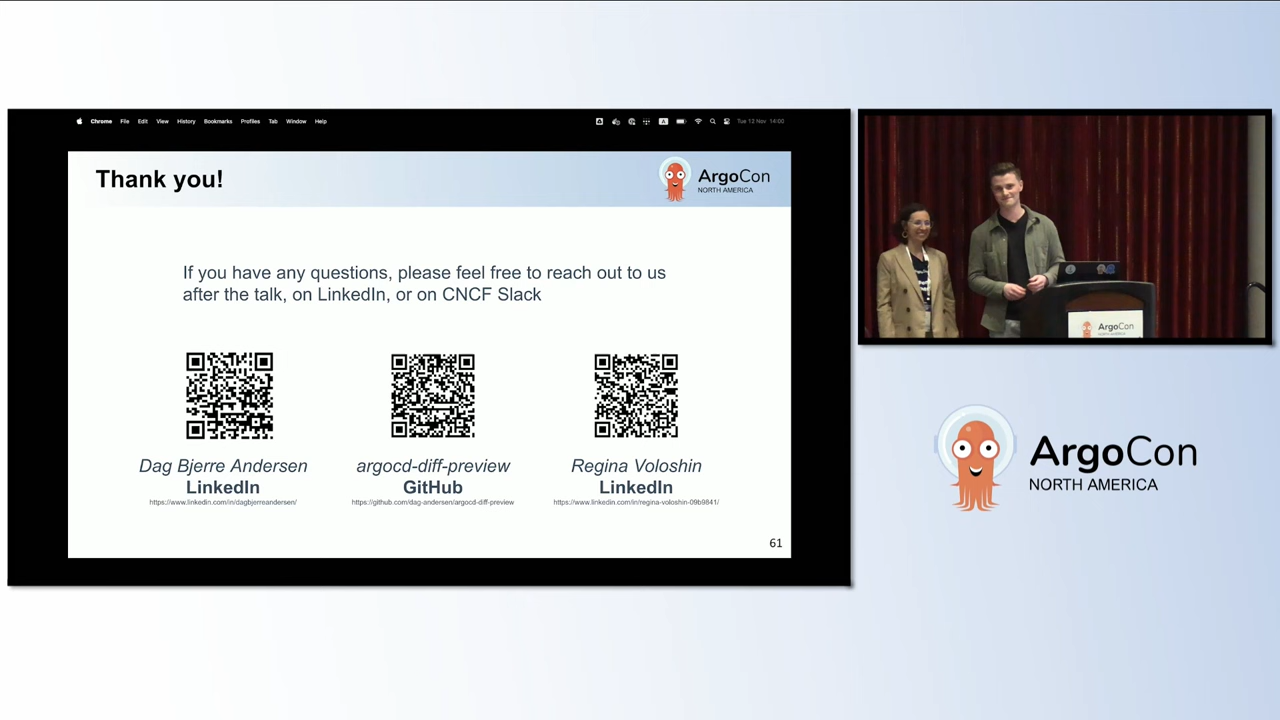 Chrome File Edit View History Bookmarks Profiles Tab Window Help
A
Tue 12 Nov 14:00
Thank you!
ArgoCon
NORTH AMERICA
If you have any questions, please feel free to reach out to us
after the talk, on LinkedIn, or on CNCF Slack
Dag Bjerre Andersen
LinkedIn
https://www.linkedin.com/in/dagbjerreandersen/
argocd-diff-preview
GitHub
https://github.com/dag-andersen/argocd-diff-preview
Regina Voloshin
LinkedIn
https://www.linkedin.com/in/regina-voloshin-09b9841/
61
ArgoCon
NORTH AMERICA
ArgoCon
NORTH AMERICA